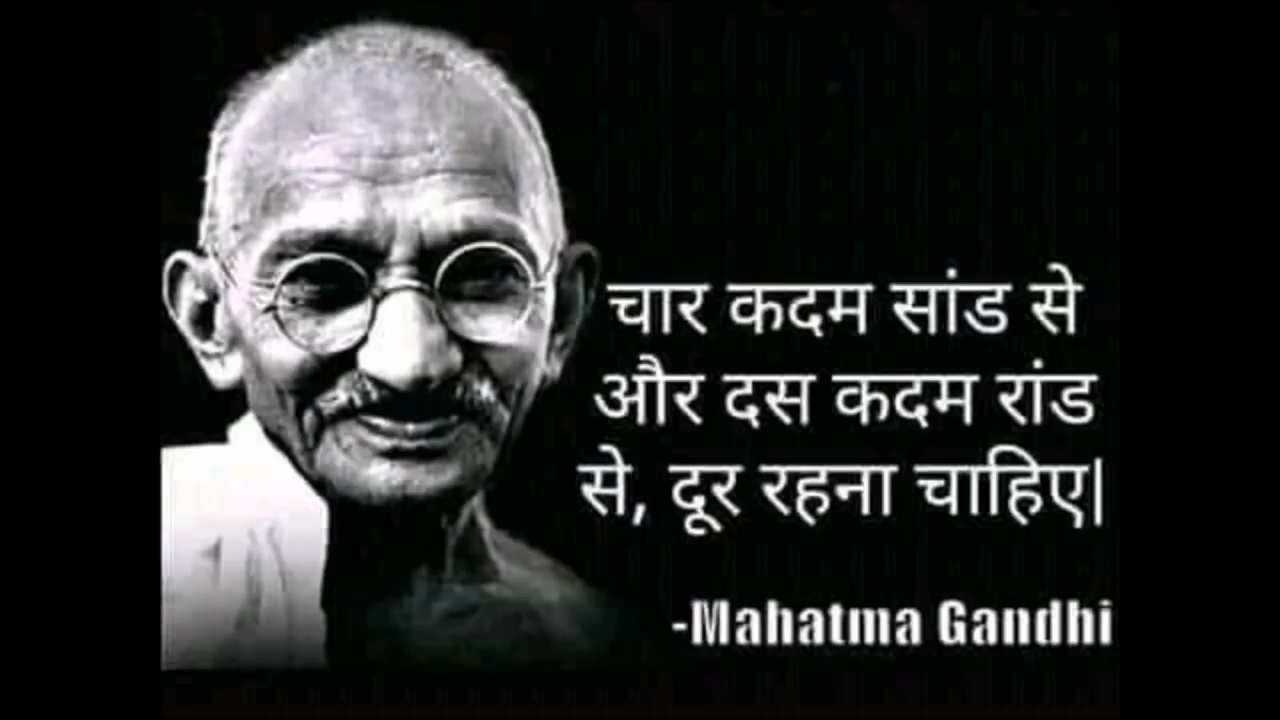 चार कदम सांड से
और दस कदम रांड
से, दूर रहना चाहिए|
-Mahatma Gandhi